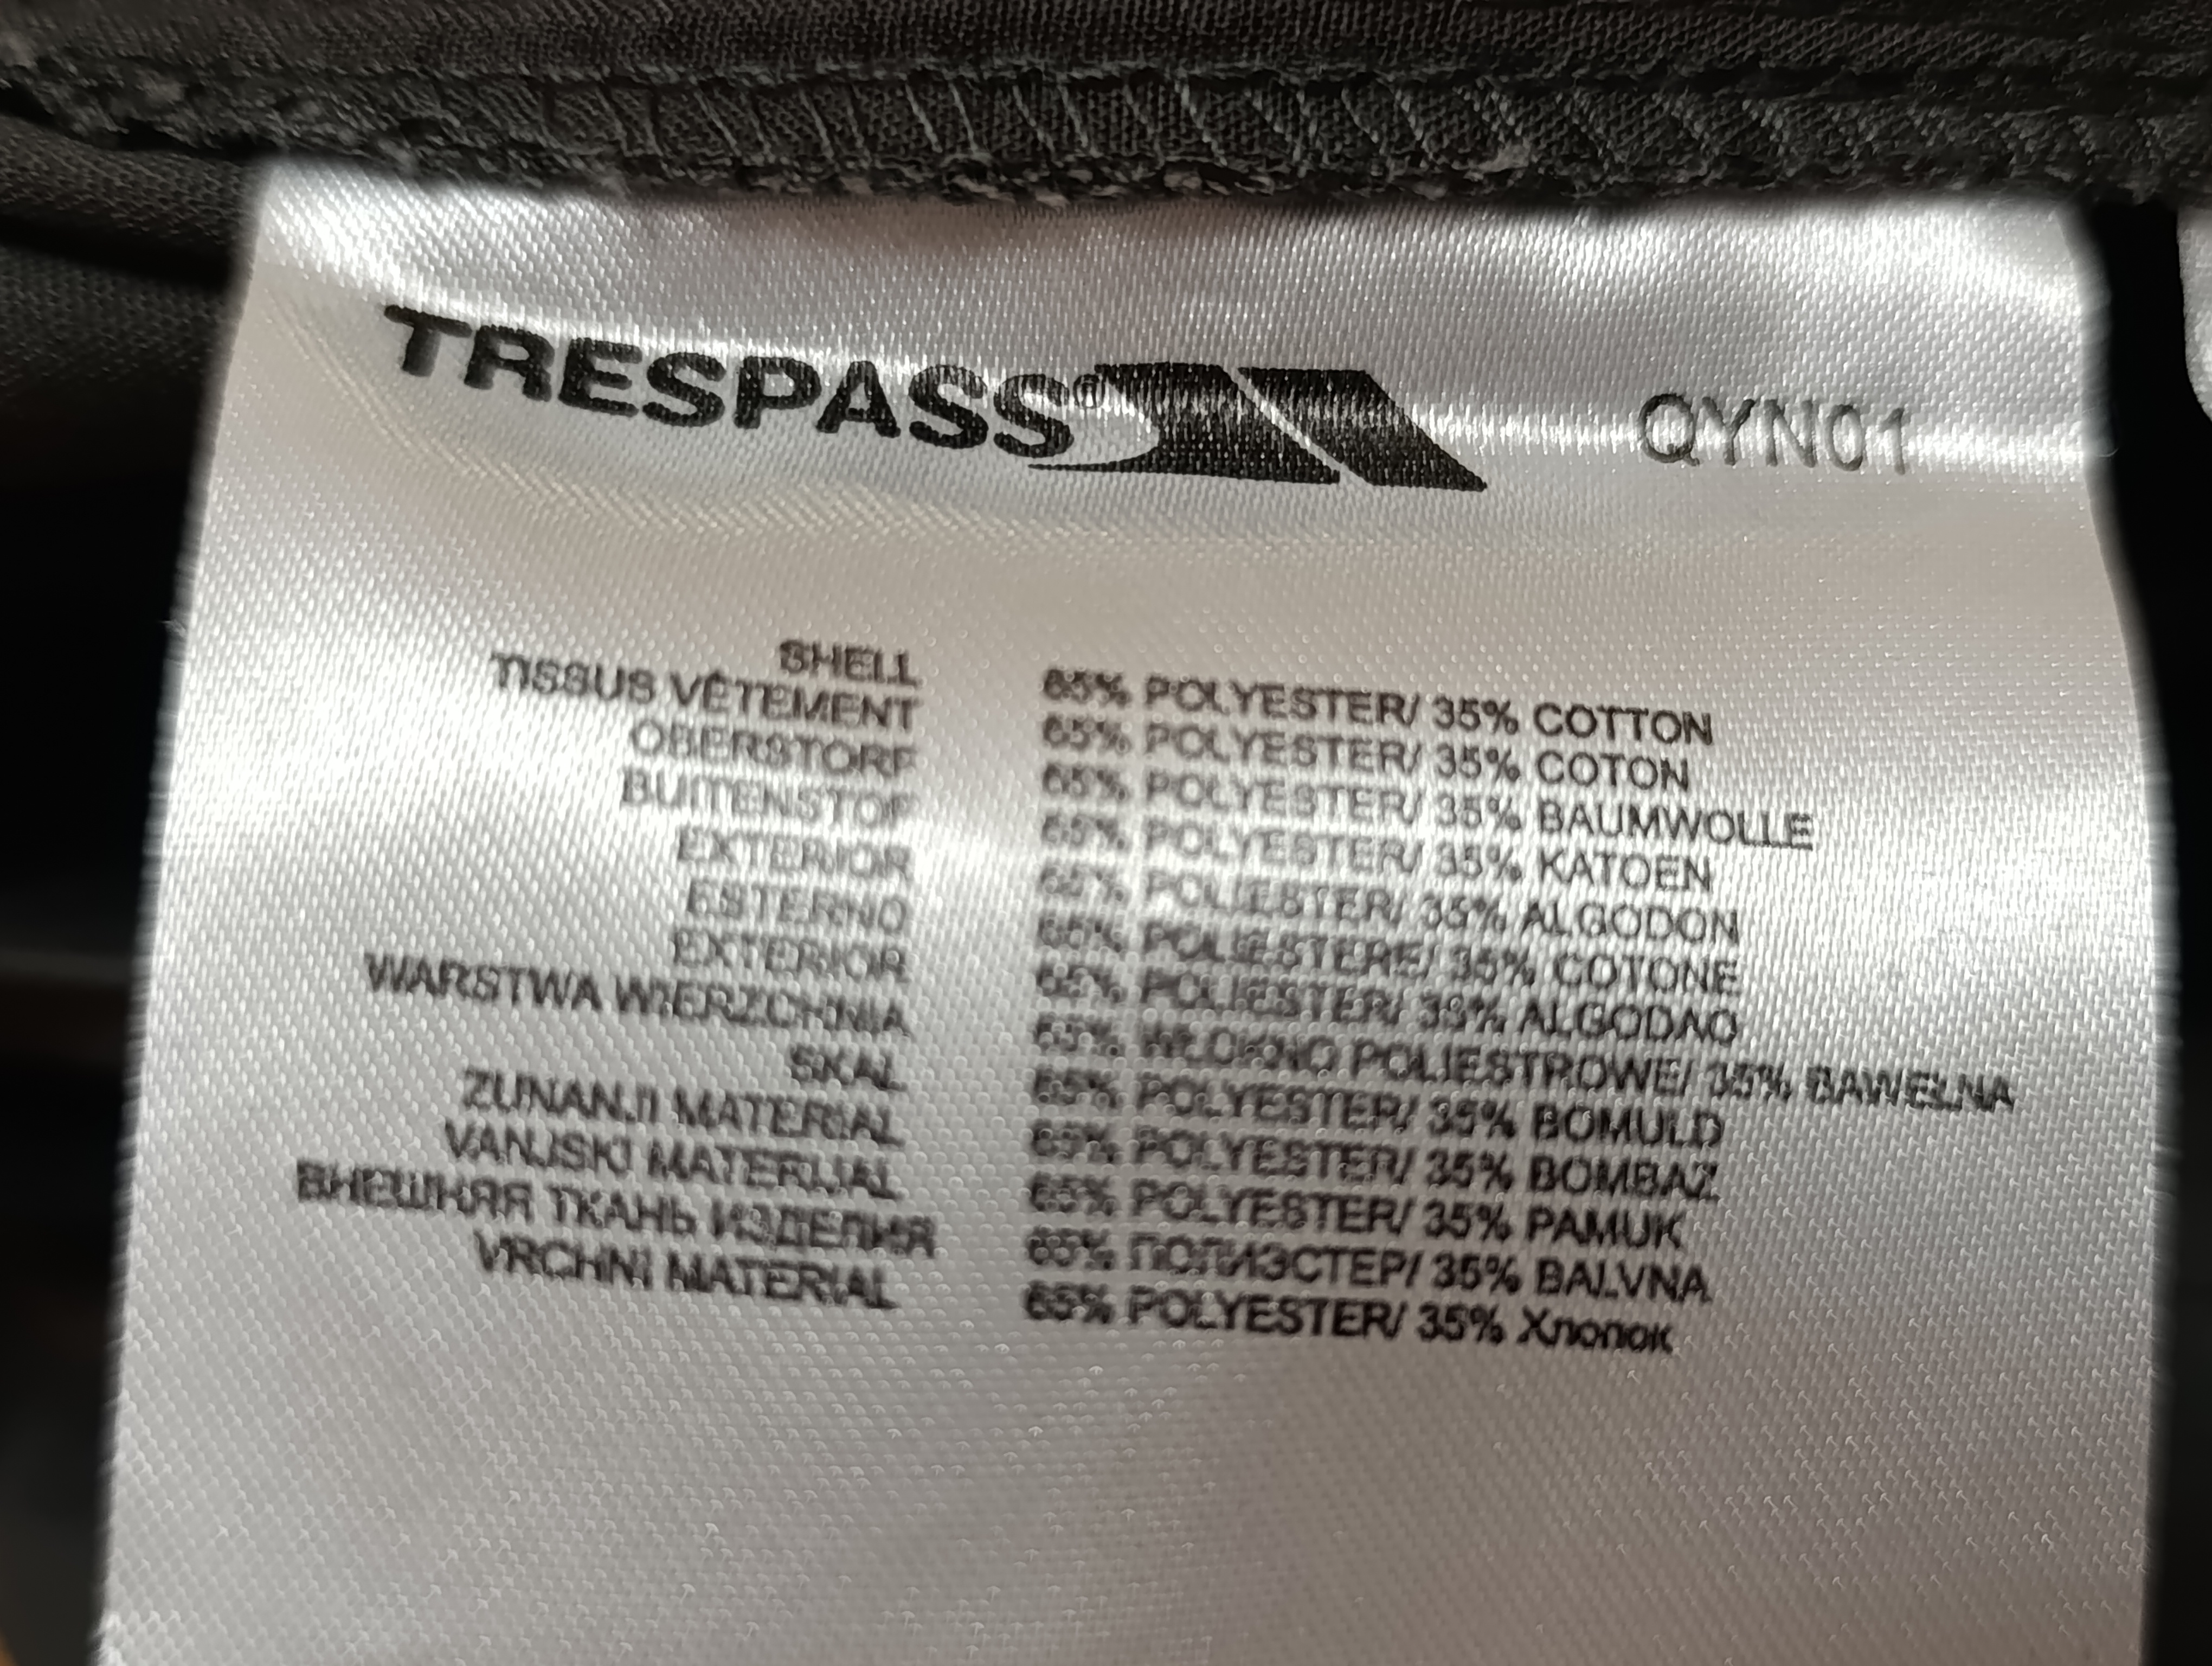 TRESPASS® QYN01
SHELL 65% POLYESTER/ 35% COTTON
TISSUS VÊTEMENT 65% POLYESTER/ 35% COTON
OBERSTORF 65% POLYESTER/ 35% BAUMWOLLE
BUITENSTOF 65% POLYESTER/ 35% KATOEN
EXTERIOR 65% POLIESTER/ 35% ALGODON
ESTERNO 65% POLIESTERE/ 35% COTONE
EXTERIOR 65% POLIESTER/ 35% ALGODAO
WARSTWA WIERZCHNIA 65% WŁOKNO POLIESTROWE/ 35% BAWEŁNA
SKAL 65% POLYESTER/ 35% BOMULD
ZUNANJI MATERIAL 65% POLYESTER/ 35% BOMBAZ
VANJSKI MATERIJAL 65% POLYESTER/ 35% PAMUK
ВНЕШНЯЯ ТКАНЬ ИЗДЕЛИЯ 65% ПОЛИЭСТЕР/ 35% BALVNA
VRCHNI MATERIAL 65% POLYESTER/ 35% Хлопок